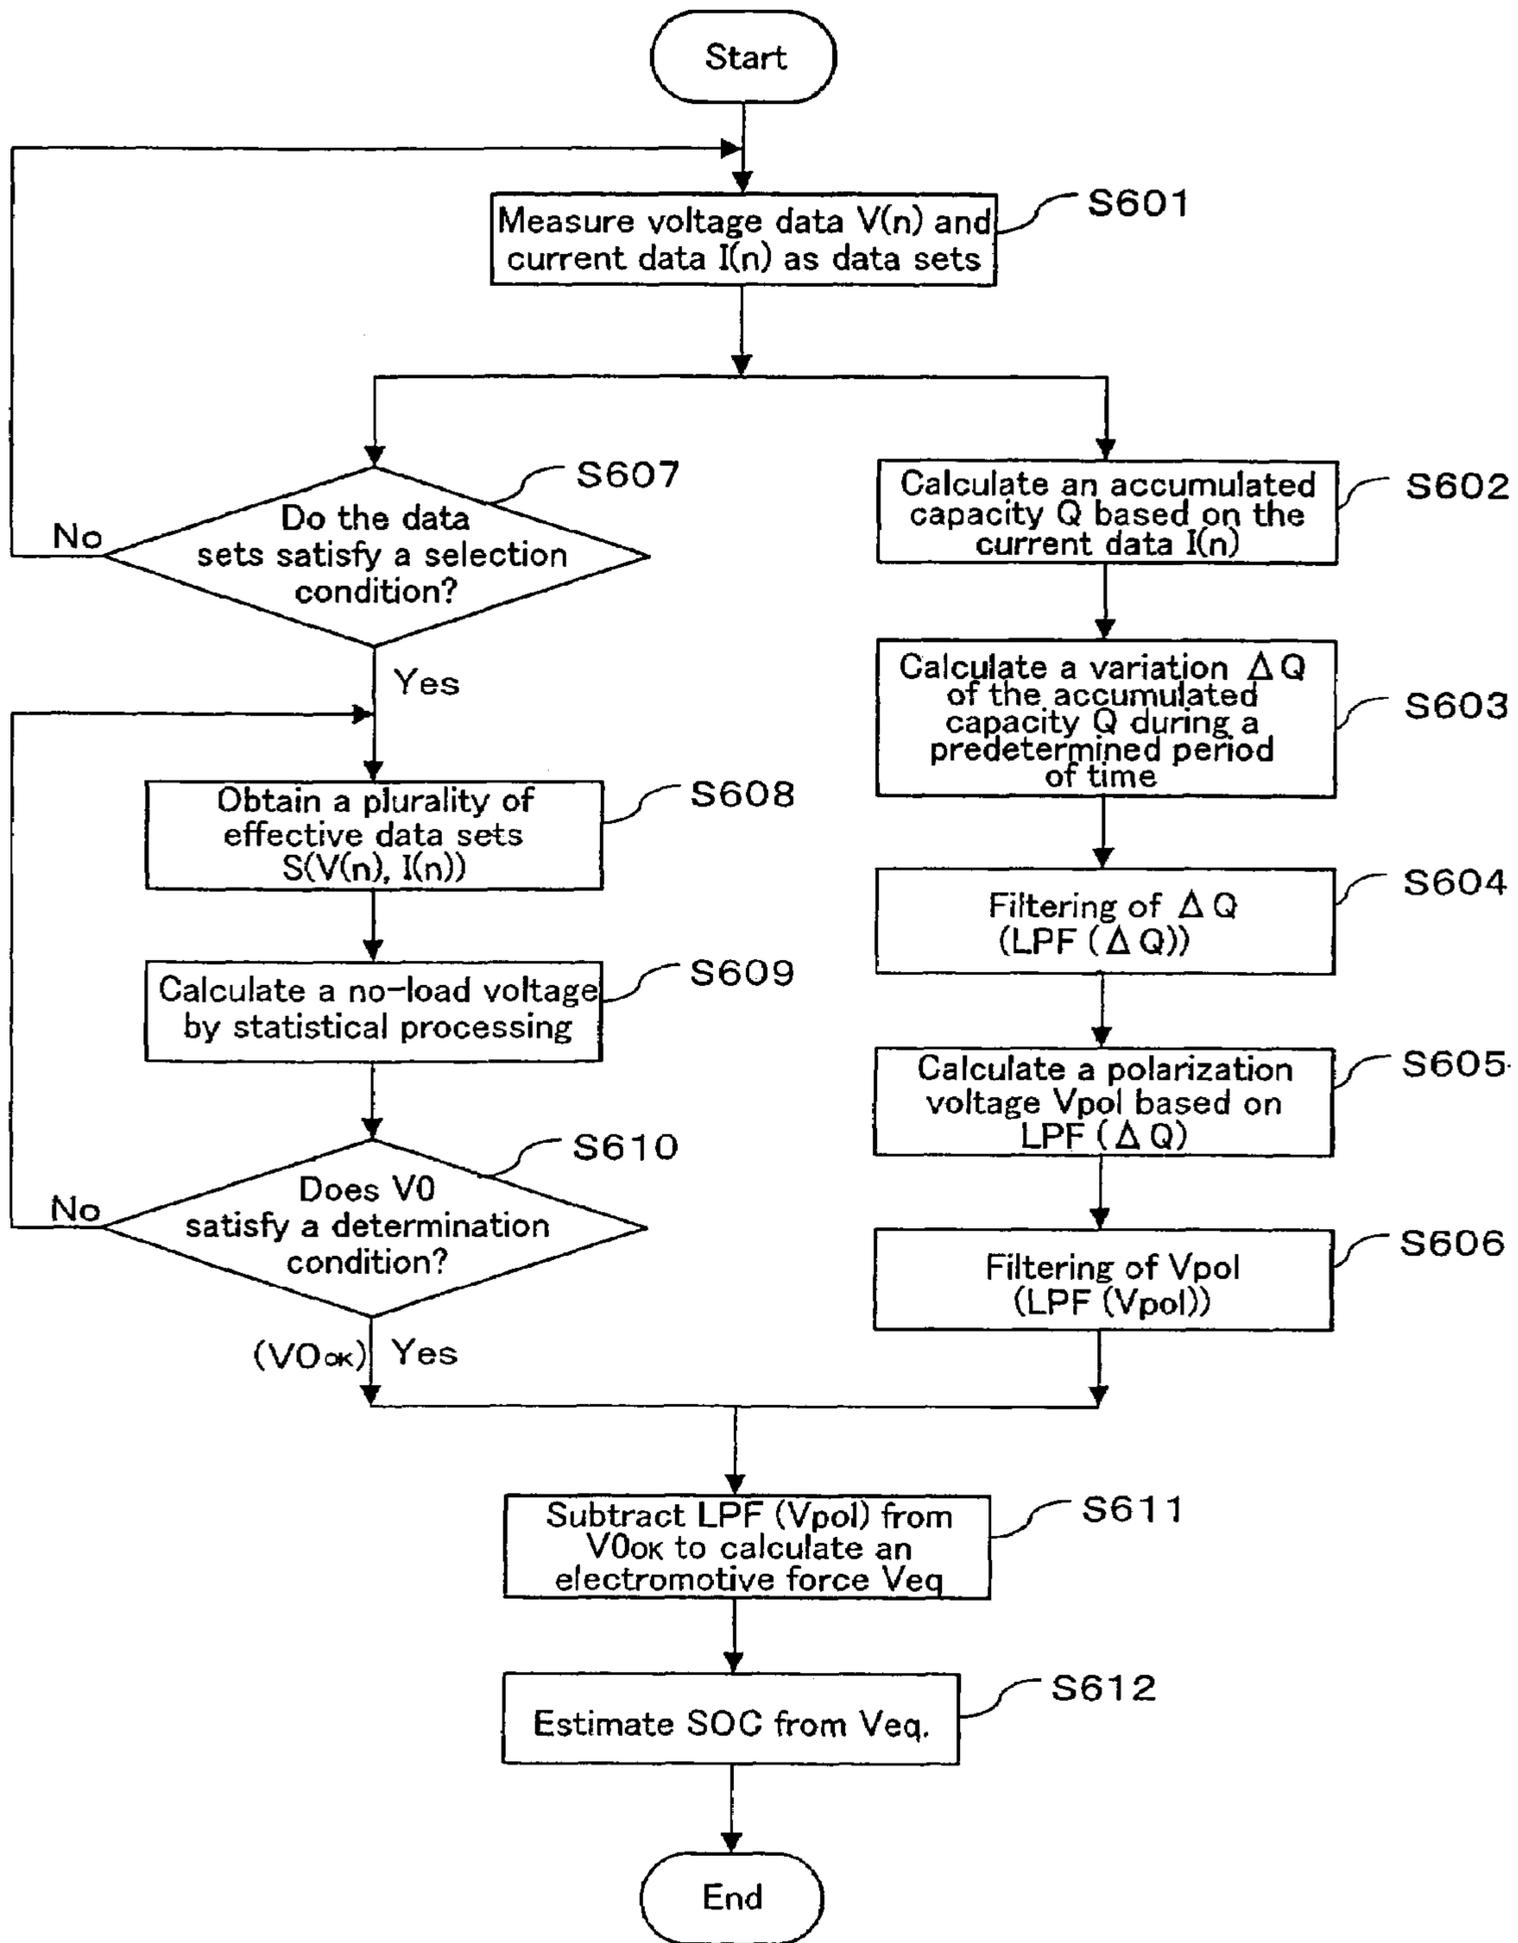 Start
S601
Measure voltage data V(n) and
current data I(n) as data sets
S607
No
Do the data
sets satisfy a selection
condition?
Yes
S608
Obtain a plurality of
effective data sets
S(V(n), I(n))
S609
Calculate a no-load voltage
by statistical processing
S610
No
Does V0
satisfy a determination
condition?
(V0OK) Yes
S602
Calculate an accumulated
capacity Q based on the
current data I(n)
S603
Calculate a variation Δ Q
of the accumulated
capacity Q during a
predetermined period
of time
S604
Filtering of Δ Q
(LPF (Δ Q))
S605
Calculate a polarization
voltage Vpol based on
LPF (Δ Q)
S606
Filtering of Vpol
(LPF (Vpol))
S611
Subtract LPF (Vpol) from
V0OK to calculate an
electromotive force Veq
S612
Estimate SOC from Veq.
End